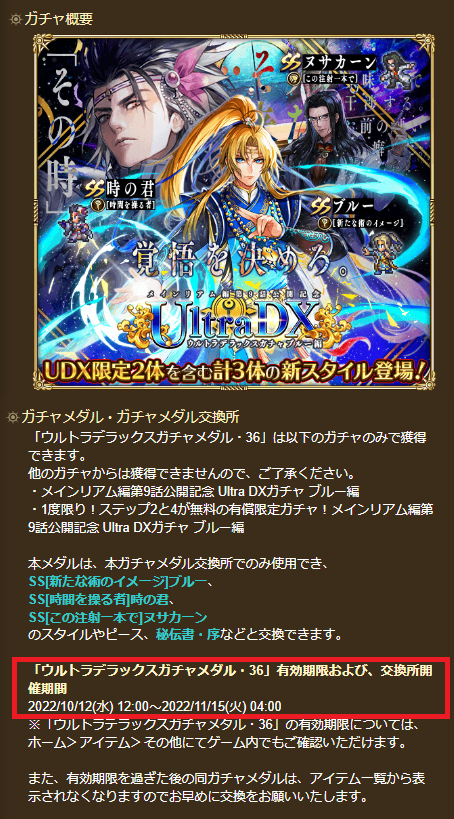 ガチャ概要
「その時」
2
SS ヌサカーン
[この注射一本で]
SS 時の君
[時間を操る者]
SS ブルー
[新たな術のイメージ]
覚悟を決めろ。
メインリアム編第9話公開記念
UltraDX
ウルトラデラックスガチャ ブルー編
UDX限定2体を含む計3体の新スタイル登場!
ガチャメダル・ガチャメダル交換所
「ウルトラデラックスガチャメダル・36」は以下のガチャのみで獲得
できます。
他のガチャからは獲得できませんので、ご了承ください。
・メインリアム編第9話公開記念 Ultra DXガチャ ブルー編
・1度限り！ステップ2と4が無料の有償限定ガチャ！メインリアム編第
9話公開記念 Ultra DXガチャ ブルー編
本メダルは、本ガチャメダル交換所でのみ使用でき、
SS[新たな術のイメージ]ブルー、
SS[時間を操る者]時の君、
SS[この注射一本で]ヌサカーン
のスタイルやピース、秘伝書・序などと交換できます。
「ウルトラデラックスガチャメダル・36」有効期限および、交換所開
催期間
2022/10/12(水) 12:00～2022/11/15(火) 04:00
※「ウルトラデラックスガチャメダル・36」の有効期限については、
ホーム＞アイテム＞その他にてゲーム内でもご確認いただけます。
また、有効期限を過ぎた後の同ガチャメダルは、アイテム一覧から表
示されなくなりますのでお早めに交換をお願いいたします。